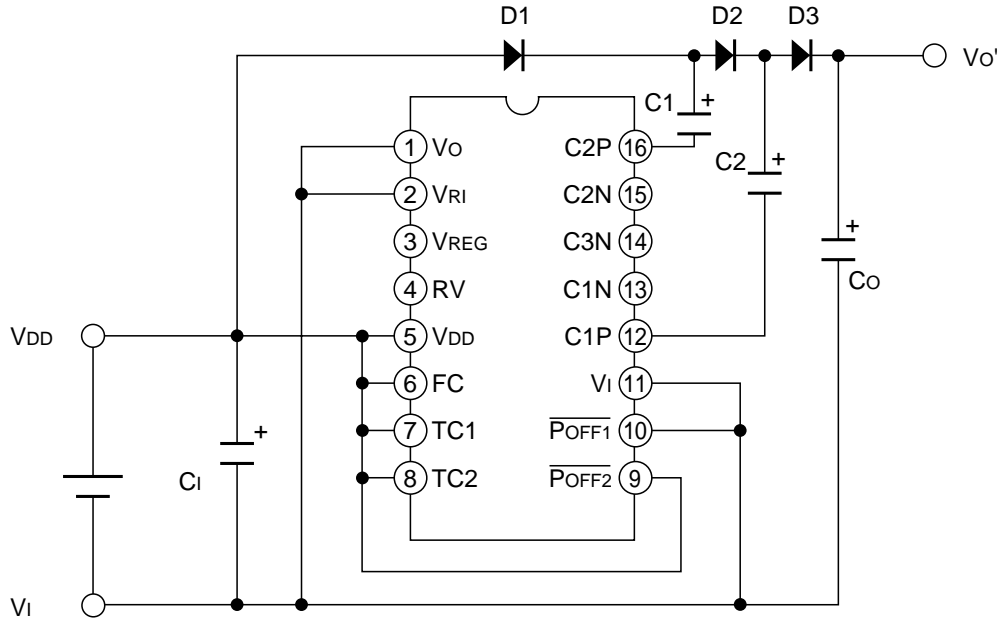 D1 D2 D3
VO'
C1 +
1 VO C2P 16
C2 +
2 VRI C2N 15
3 VREG C3N 14
+
CO
4 RV C1N 13
VDD 5 VDD C1P 12
6 FC VI 11
7 TC1 POFF1 10
+
CI
8 TC2 POFF2 9
VI